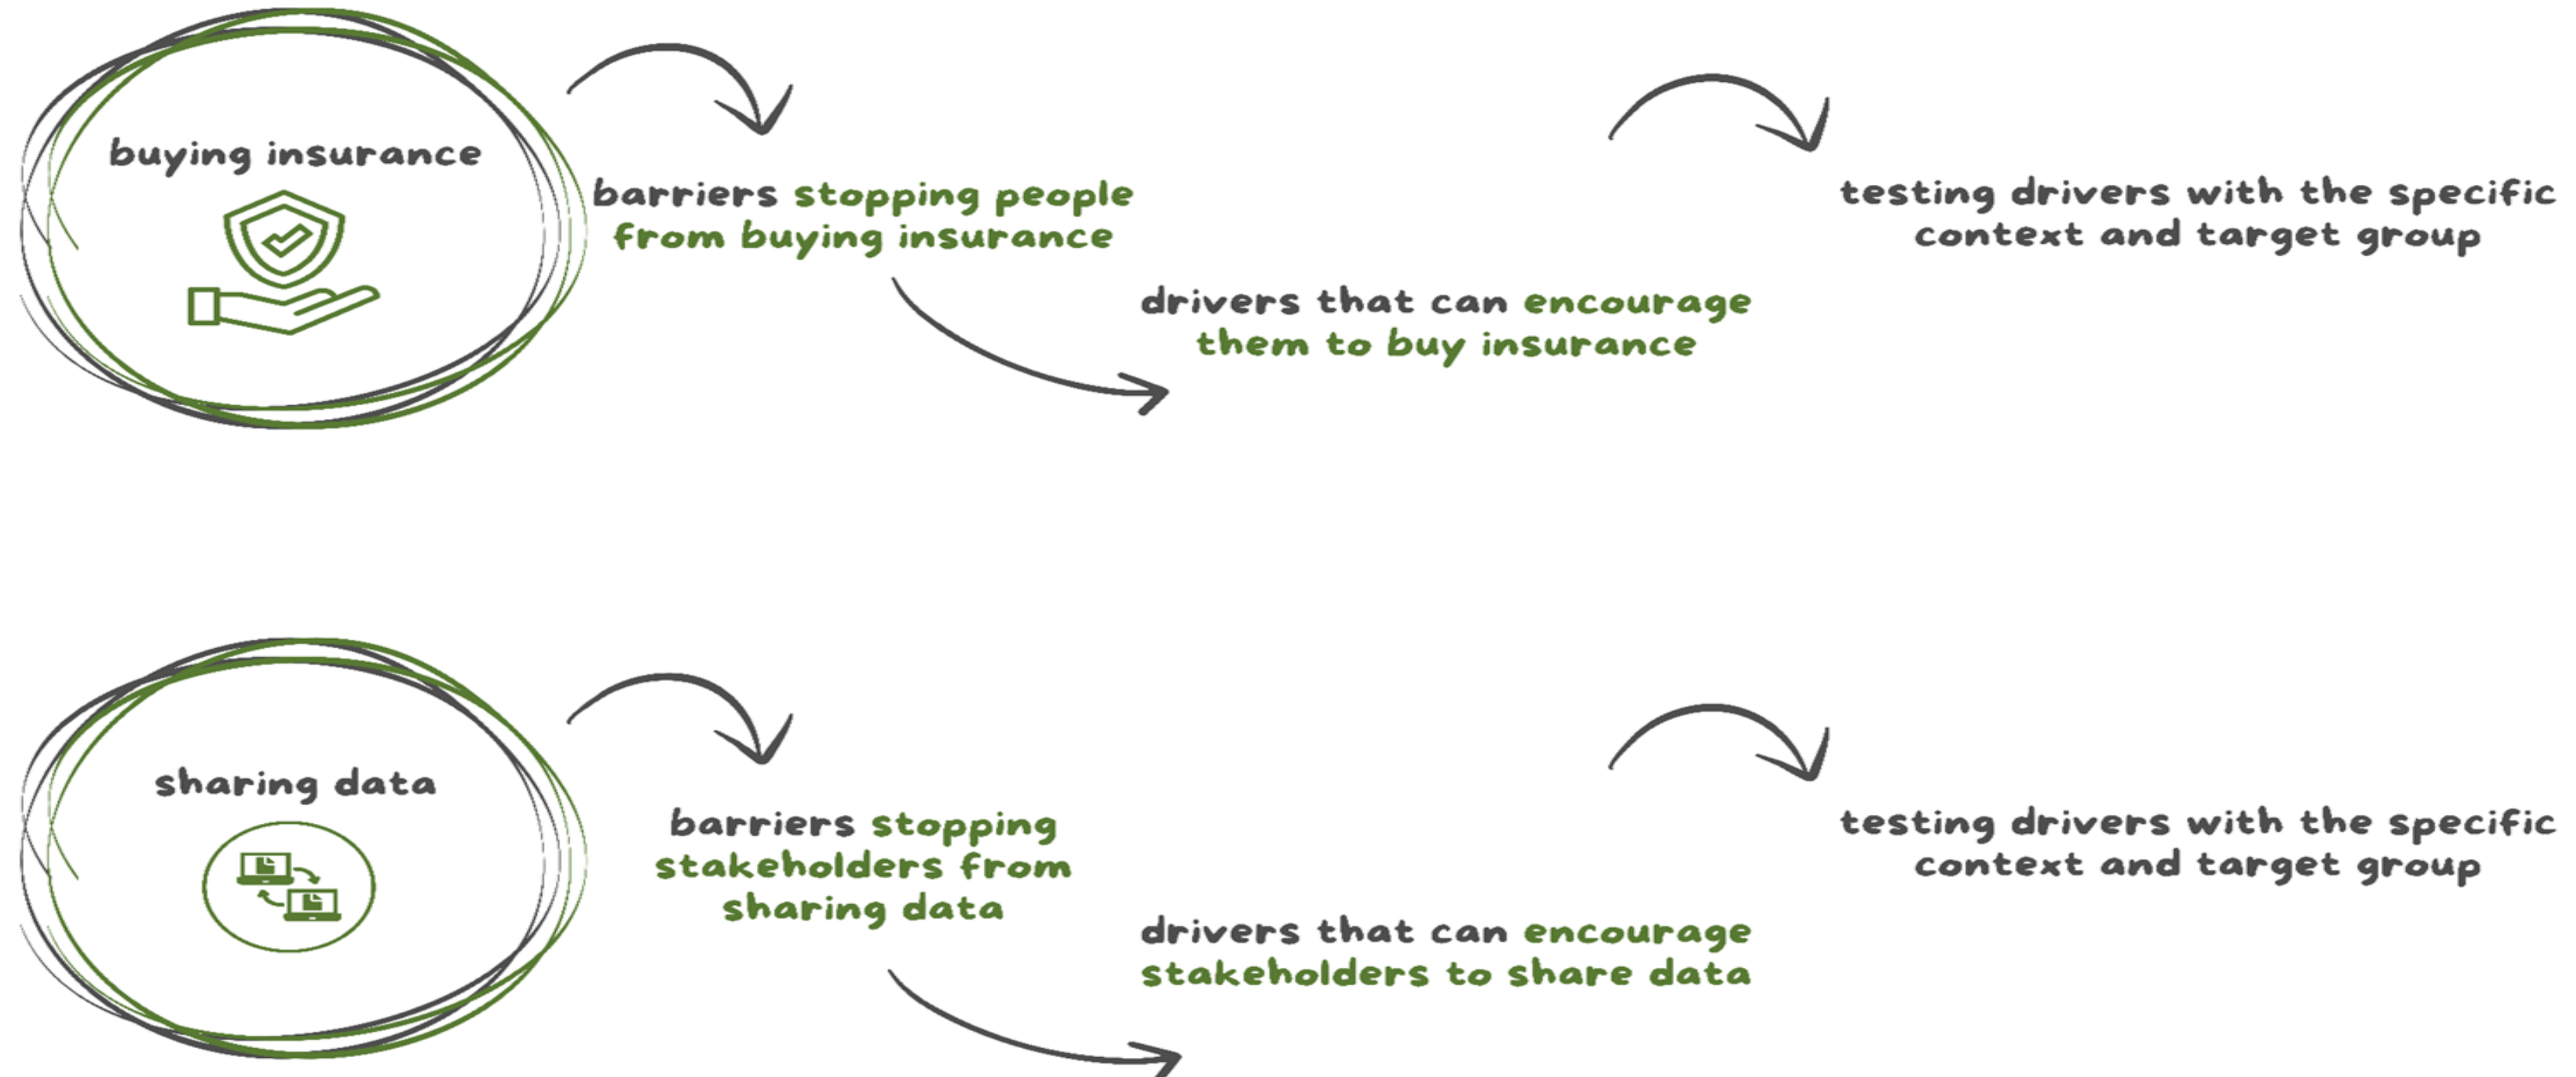 buying insurance
barriers stopping people
from buying insurance
drivers that can encourage
them to buy insurance
testing drivers with the specific
context and target group
sharing data
barriers stopping
stakeholders from
sharing data
drivers that can encourage
stakeholders to share data
testing drivers with the specific
context and target group